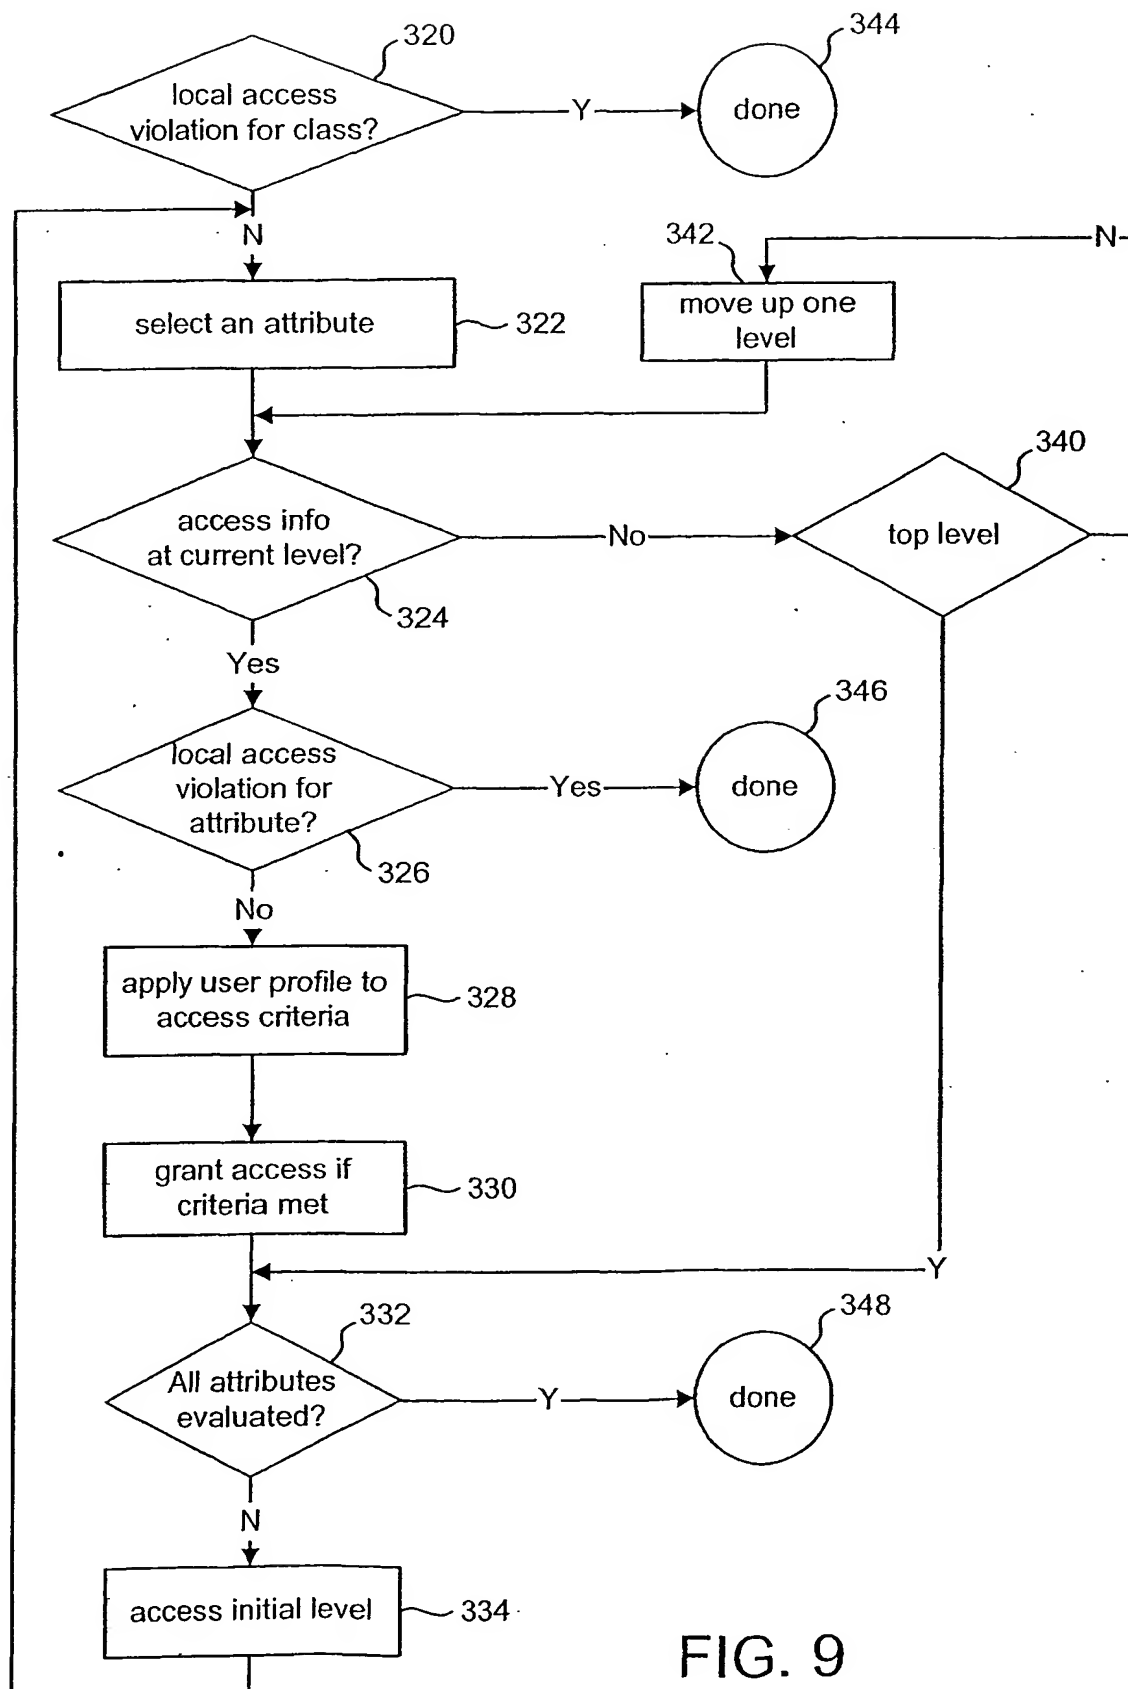 320
local access
violation for class?
Y
done
344
N
select an attribute
322
342
N
move up one
level
access info
at current level?
324
No
top level
340
Yes
local access
violation for
attribute?
326
Yes
done
346
No
apply user profile to
access criteria
328
grant access if
criteria met
330
Y
332
All attributes
evaluated?
Y
done
348
N
access initial level
334
FIG. 9